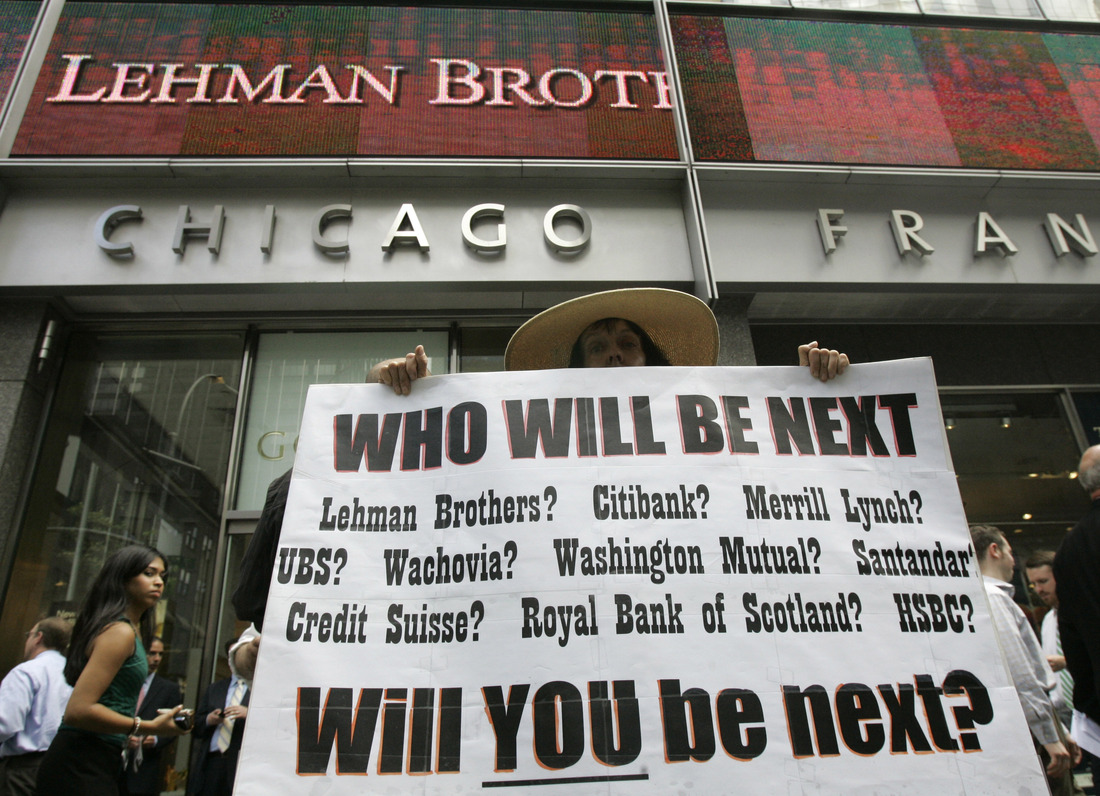 LEHMAN BROTH
CHICAGO FRAN
WHO WILL BE NEXT
Lehman Brothers? Citibank? Merrill Lynch?
UBS? Wachovia? Washington Mutual? Santandar?
Credit Suisse? Royal Bank of Scotland? HSBC?
Will YOU be next?